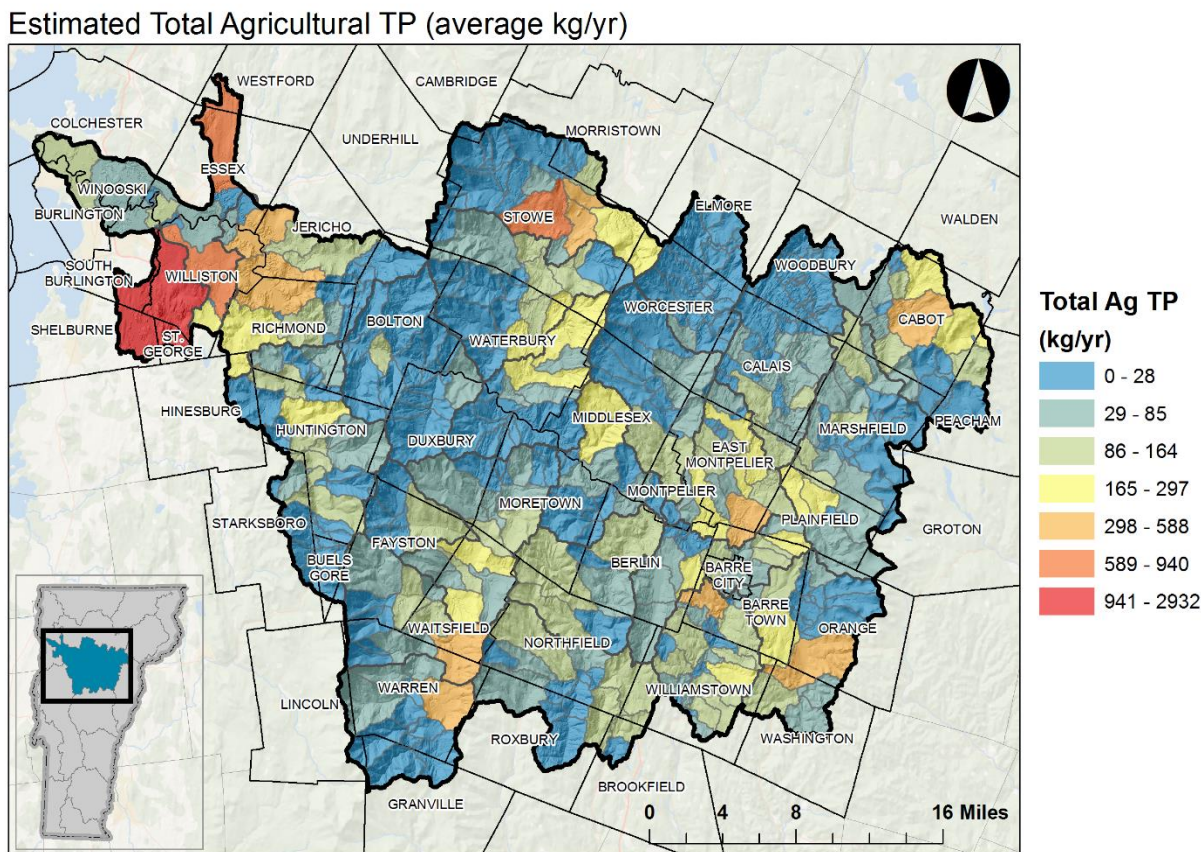 Estimated Total Agricultural TP (average kg/yr)
WESTFORD
CAMBRIDGE
MORRISTOWN
COLCHESTER
UNDERHILL
ESSEX
WINOOSKI
ELMORE
WALDEN
BURLINGTON
JERICHO
STOWE
WOODBURY
SOUTH
BURLINGTON
WILLISTON
WORCESTER
CABOT
SHELBURNE
ST.
GEORGE
RICHMOND
BOLTON
WATERBURY
CALAIS
HINESBURG
HUNTINGTON
DUXBURY
MIDDLESEX
MARSHFIELD
PEACHAM
EAST
MONTPELIER
MONTPELIER
MORETOWN
PLAINFIELD
STARKSBORO
GROTON
FAYSTON
BUELS
GORE
BERLIN
BARRE
CITY
BARRE
TOWN
ORANGE
WAITSFIELD
NORTHFIELD
WARREN
WILLIAMSTOWN
LINCOLN
ROXBURY
WASHINGTON
BROOKFIELD
GRANVILLE
0 4 8 16 Miles
Total Ag TP
(kg/yr)
0 - 28
29 - 85
86 - 164
165 - 297
298 - 588
589 - 940
941 - 2932